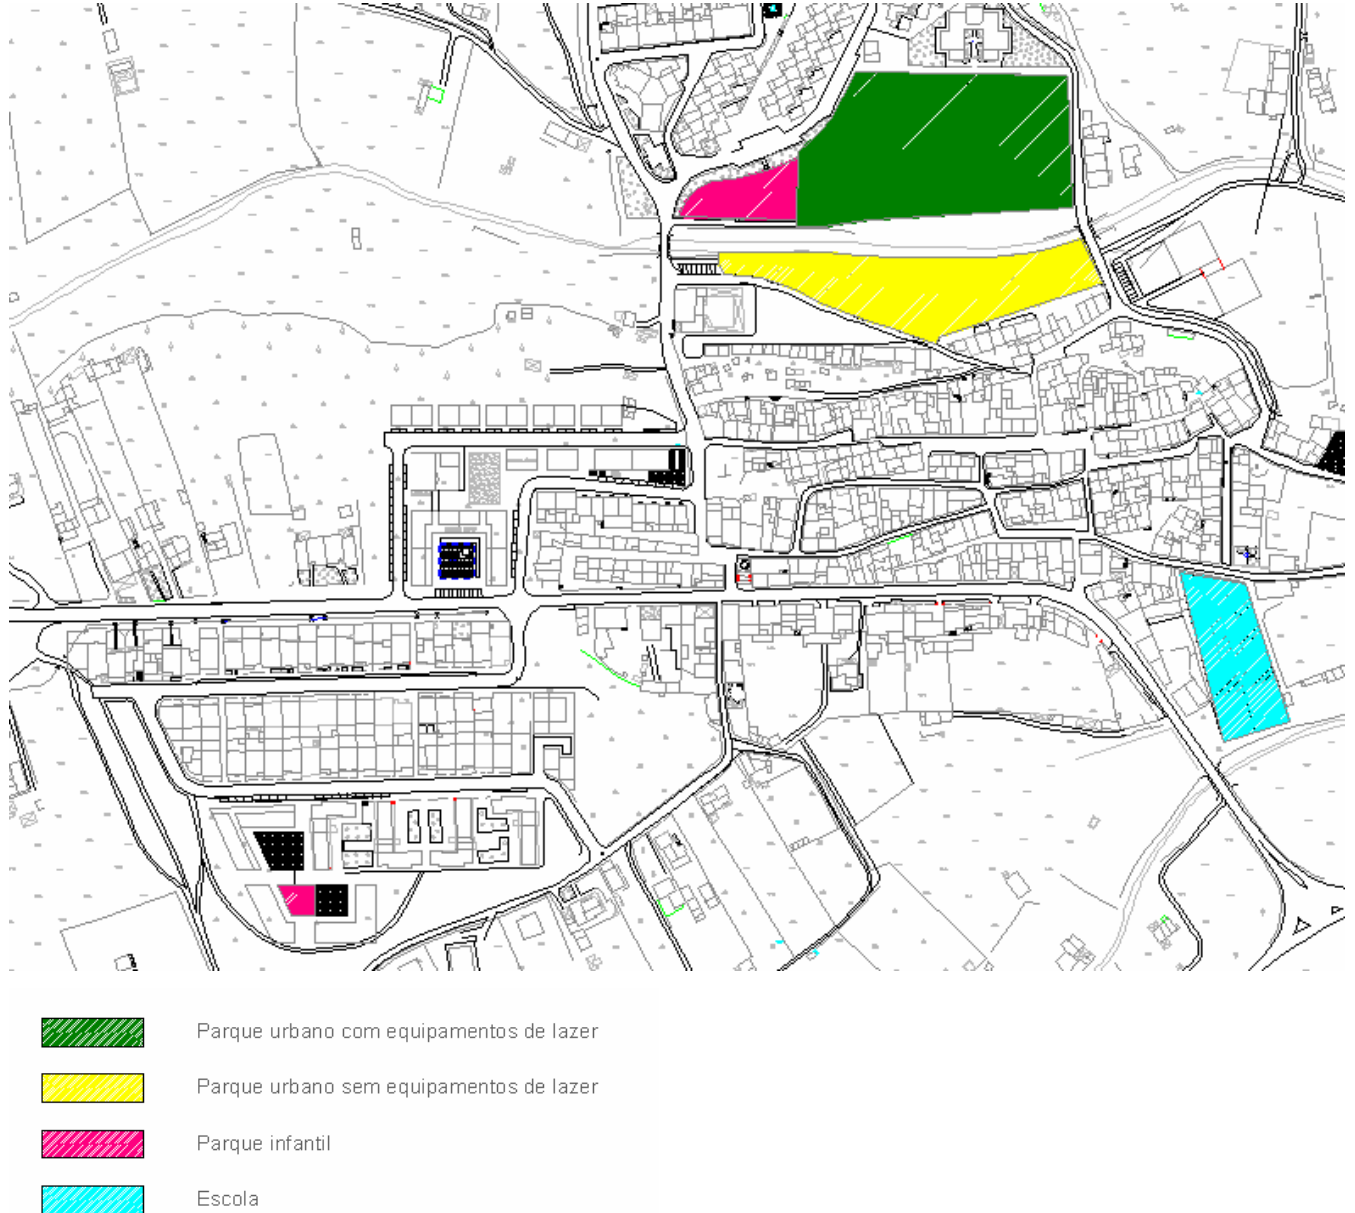 Parque urbano com equipamentos de lazer
Parque urbano sem equipamentos de lazer
Parque infantil
Escola